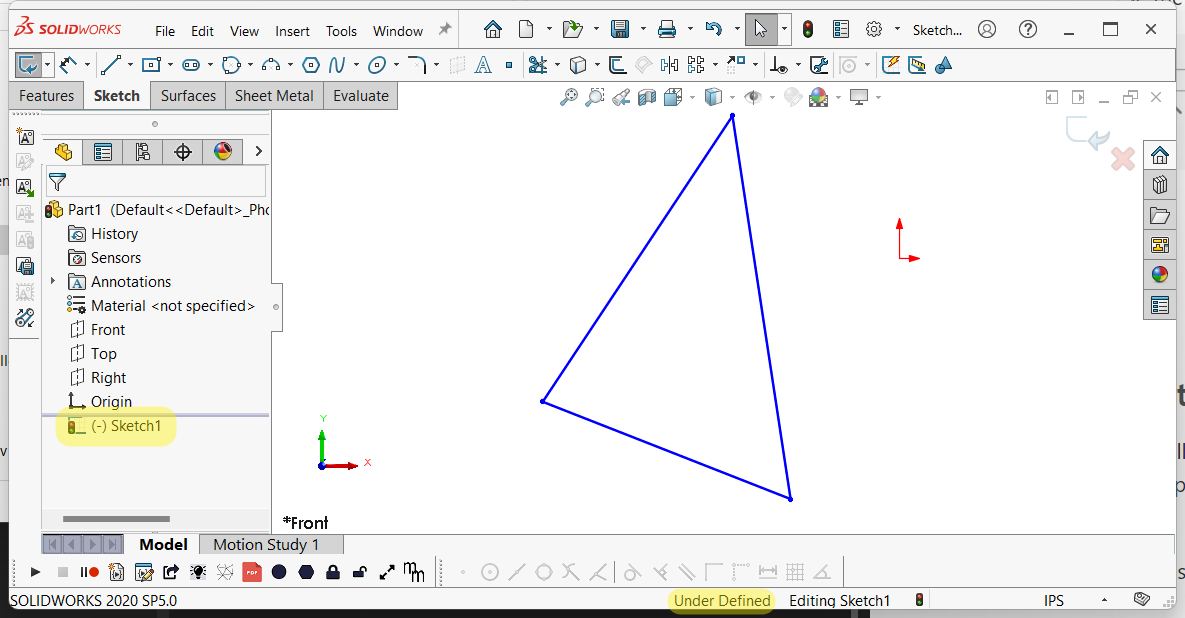 SOLIDWORKS File Edit View Insert Tools Window Sketch...
Features Sketch Surfaces Sheet Metal Evaluate
Part1 (Default<<Default>_Pho
History
Sensors
Annotations
Material <not specified>
Front
Top
Right
Origin
(-) Sketch1
Y
X
*Front
Model Motion Study 1
PDF
SOLIDWORKS 2020 SP5.0 Under Defined Editing Sketch1 IPS